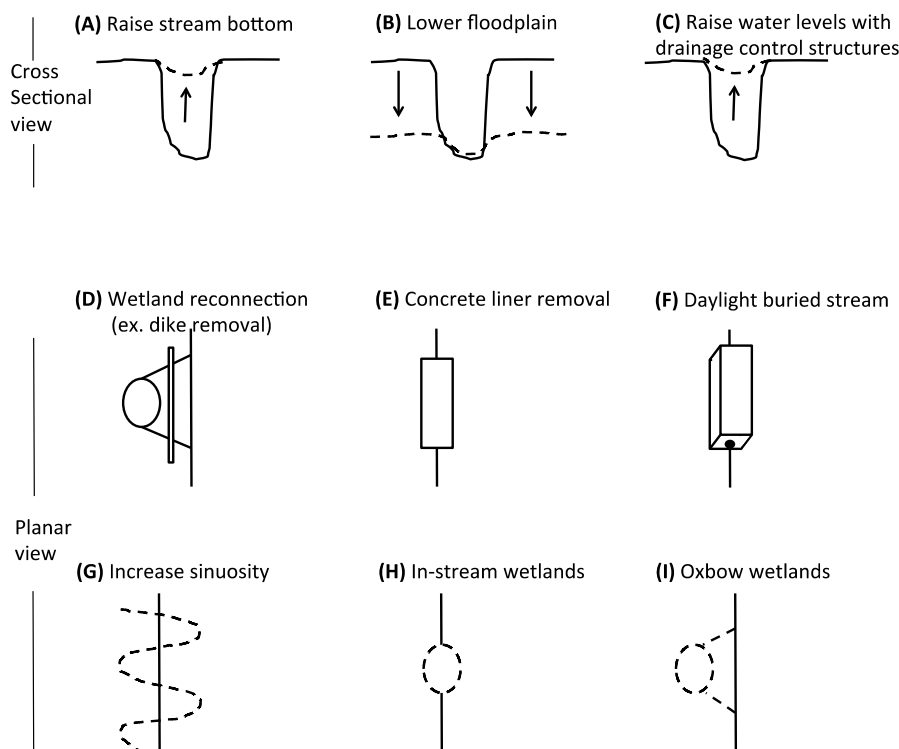 (A) Raise stream bottom
(B) Lower floodplain
(C) Raise water levels with
drainage control structures
Cross
Sectional
view
(D) Wetland reconnection
(ex. dike removal)
(E) Concrete liner removal
(F) Daylight buried stream
Planar
view
(G) Increase sinuosity
(H) In-stream wetlands
(I) Oxbow wetlands